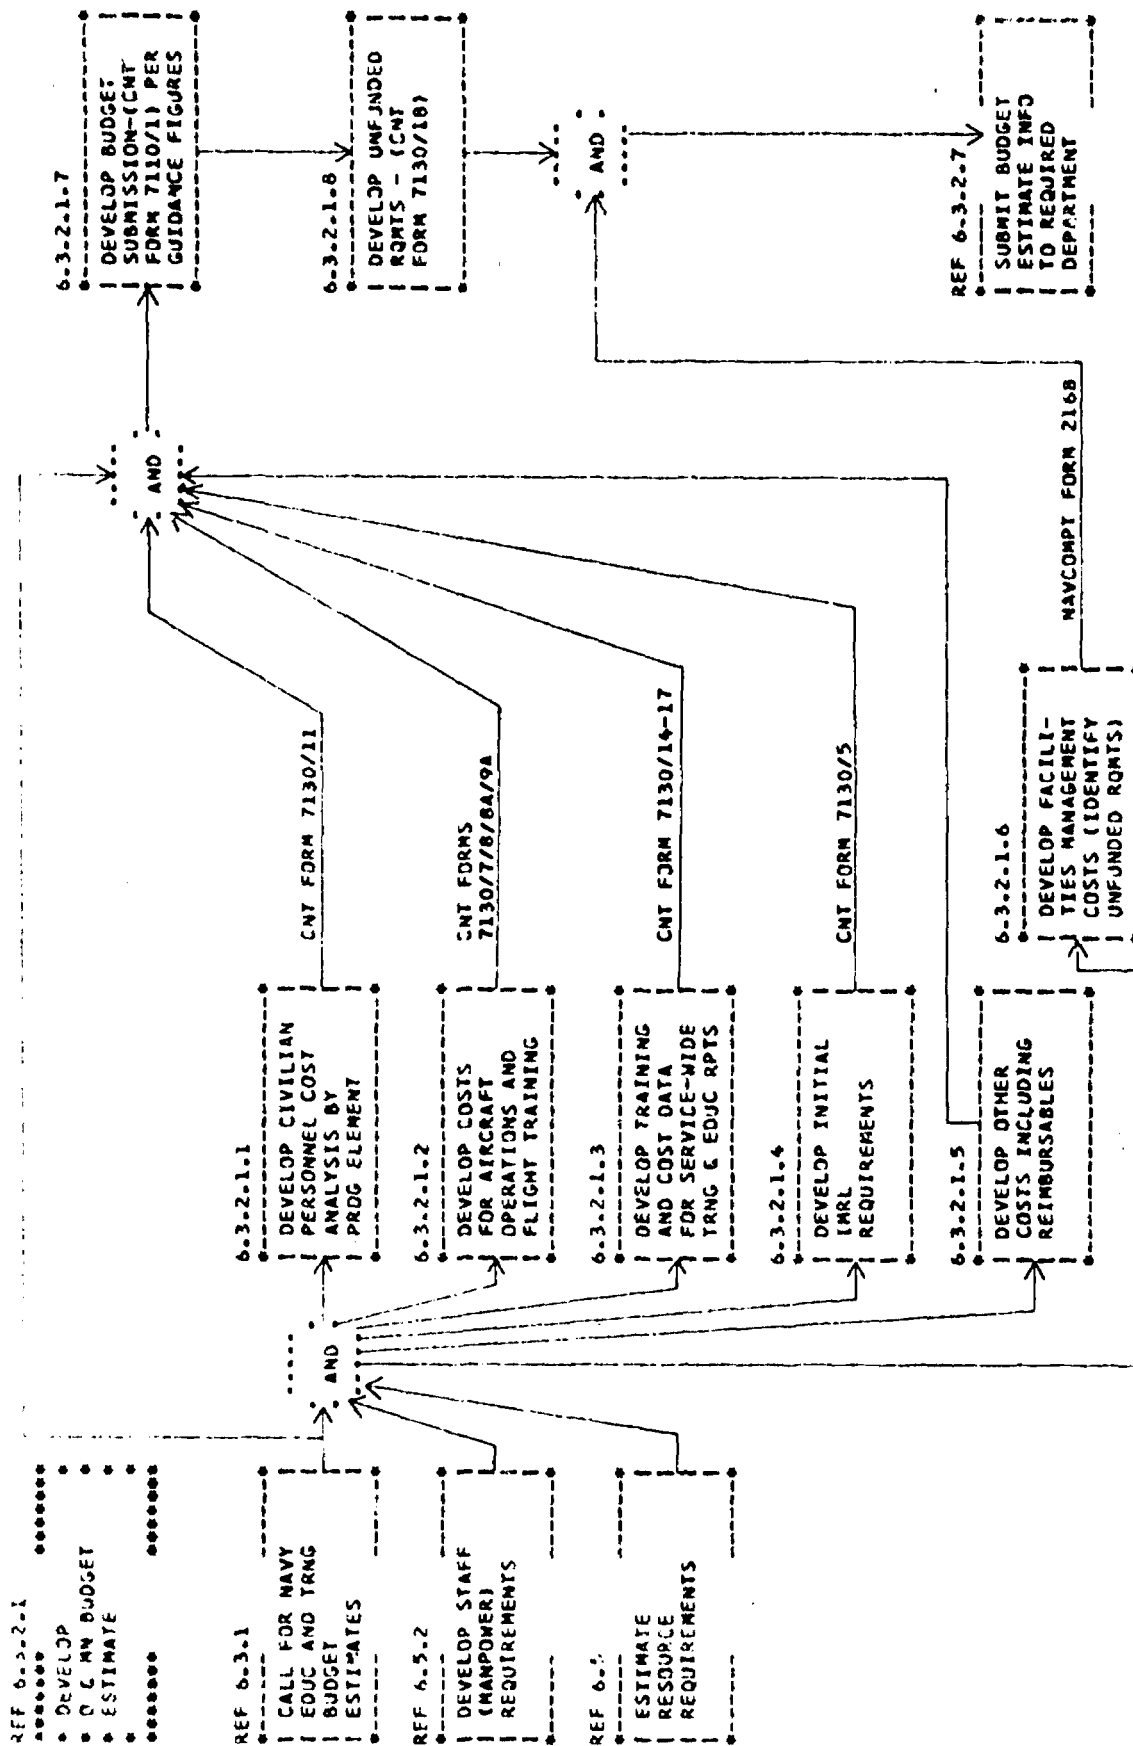 REF 6.3.2.1
DEVELOP
O & MN BUDGET
ESTIMATE
REF 6.3.1
CALL FOR NAVY
EDUC AND TRNG
BUDGET
ESTIMATES
REF 6.5.2
DEVELOP STAFF
(MANPOWER)
REQUIREMENTS
REF 6.
ESTIMATE
RESOURCE
REQUIREMENTS
AND
6.3.2.1.1
DEVELOP CIVILIAN
PERSONNEL COST
ANALYSIS BY
PROG ELEMENT
CNT FORM 7130/11
6.3.2.1.2
DEVELOP COSTS
FOR AIRCRAFT
OPERATIONS AND
FLIGHT TRAINING
CNT FORMS
7130/7/8/8A/9A
6.3.2.1.3
DEVELOP TRAINING
AND COST DATA
FOR SERVICE-WIDE
TRNG & EDUC RPTS
CNT FORM 7130/14-17
6.3.2.1.4
DEVELOP INITIAL
IMRL
REQUIREMENTS
CNT FORM 7130/5
6.3.2.1.5
DEVELOP OTHER
COSTS INCLUDING
REIMBURSABLES
6.3.2.1.6
DEVELOP FACILI-
TIES MANAGEMENT
COSTS (IDENTIFY
UNFUNDED RQMTS)
NAVCOMPT FORM 2168
AND
6.3.2.1.7
DEVELOP BUDGET
SUBMISSION-(CNT
FORM 7110/1) PER
GUIDANCE FIGURES
6.3.2.1.8
DEVELOP UNFUNDED
RQMTS - (CNT
FORM 7130/18)
AND
REF 6.3.2.7
SUBMIT BUDGET
ESTIMATE INFO
TO REQUIRED
DEPARTMENT